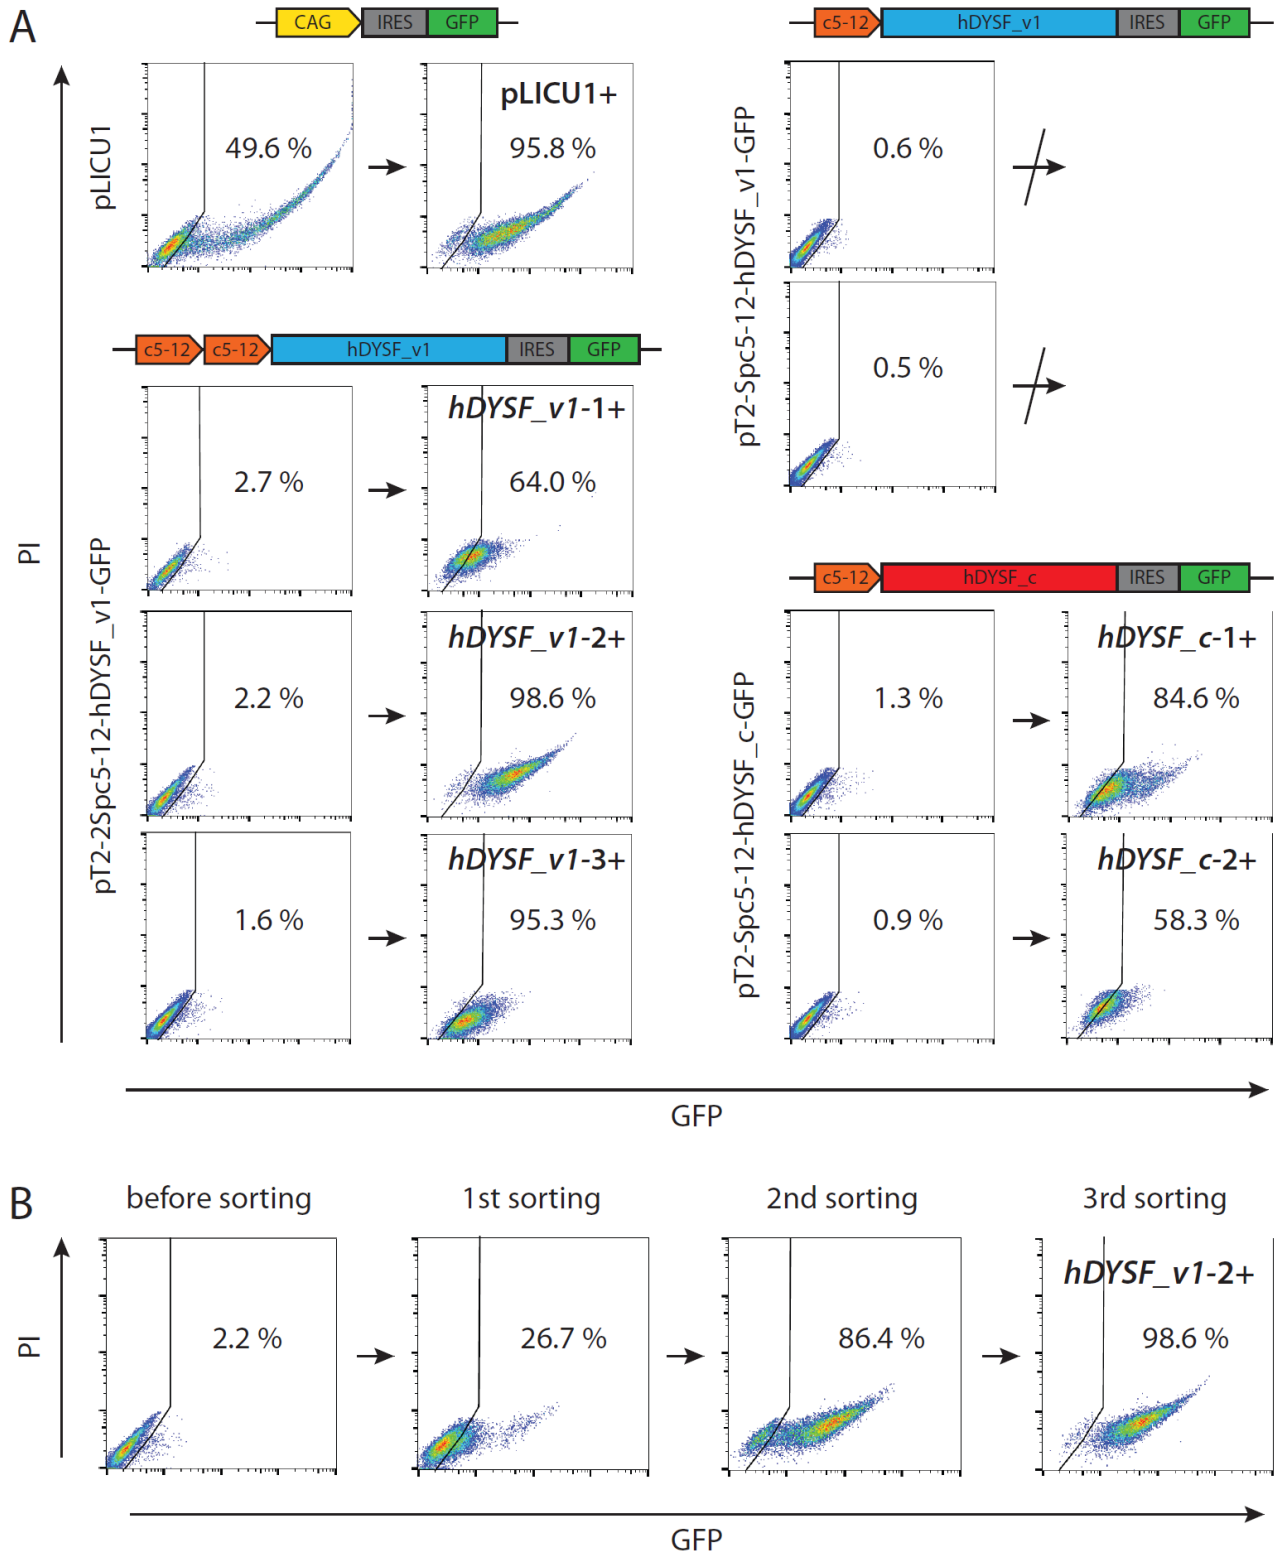 A
CAG IRES GFP
pLICU1
49.6 %
pLICU1+
95.8 %
c5-12 c5-12 hDYSF_v1 IRES GFP
pT2-2Spc5-12-hDYSF_v1-GFP
2.7 %
hDYSF_v1-1+
64.0 %
2.2 %
hDYSF_v1-2+
98.6 %
1.6 %
hDYSF_v1-3+
95.3 %
c5-12 hDYSF_v1 IRES GFP
pT2-Spc5-12-hDYSF_v1-GFP
0.6 %
0.5 %
c5-12 hDYSF_c IRES GFP
pT2-Spc5-12-hDYSF_c-GFP
1.3 %
hDYSF_c-1+
84.6 %
0.9 %
hDYSF_c-2+
58.3 %
PI
GFP
B
before sorting
1st sorting
2nd sorting
3rd sorting
PI
2.2 %
26.7 %
86.4 %
hDYSF_v1-2+
98.6 %
GFP